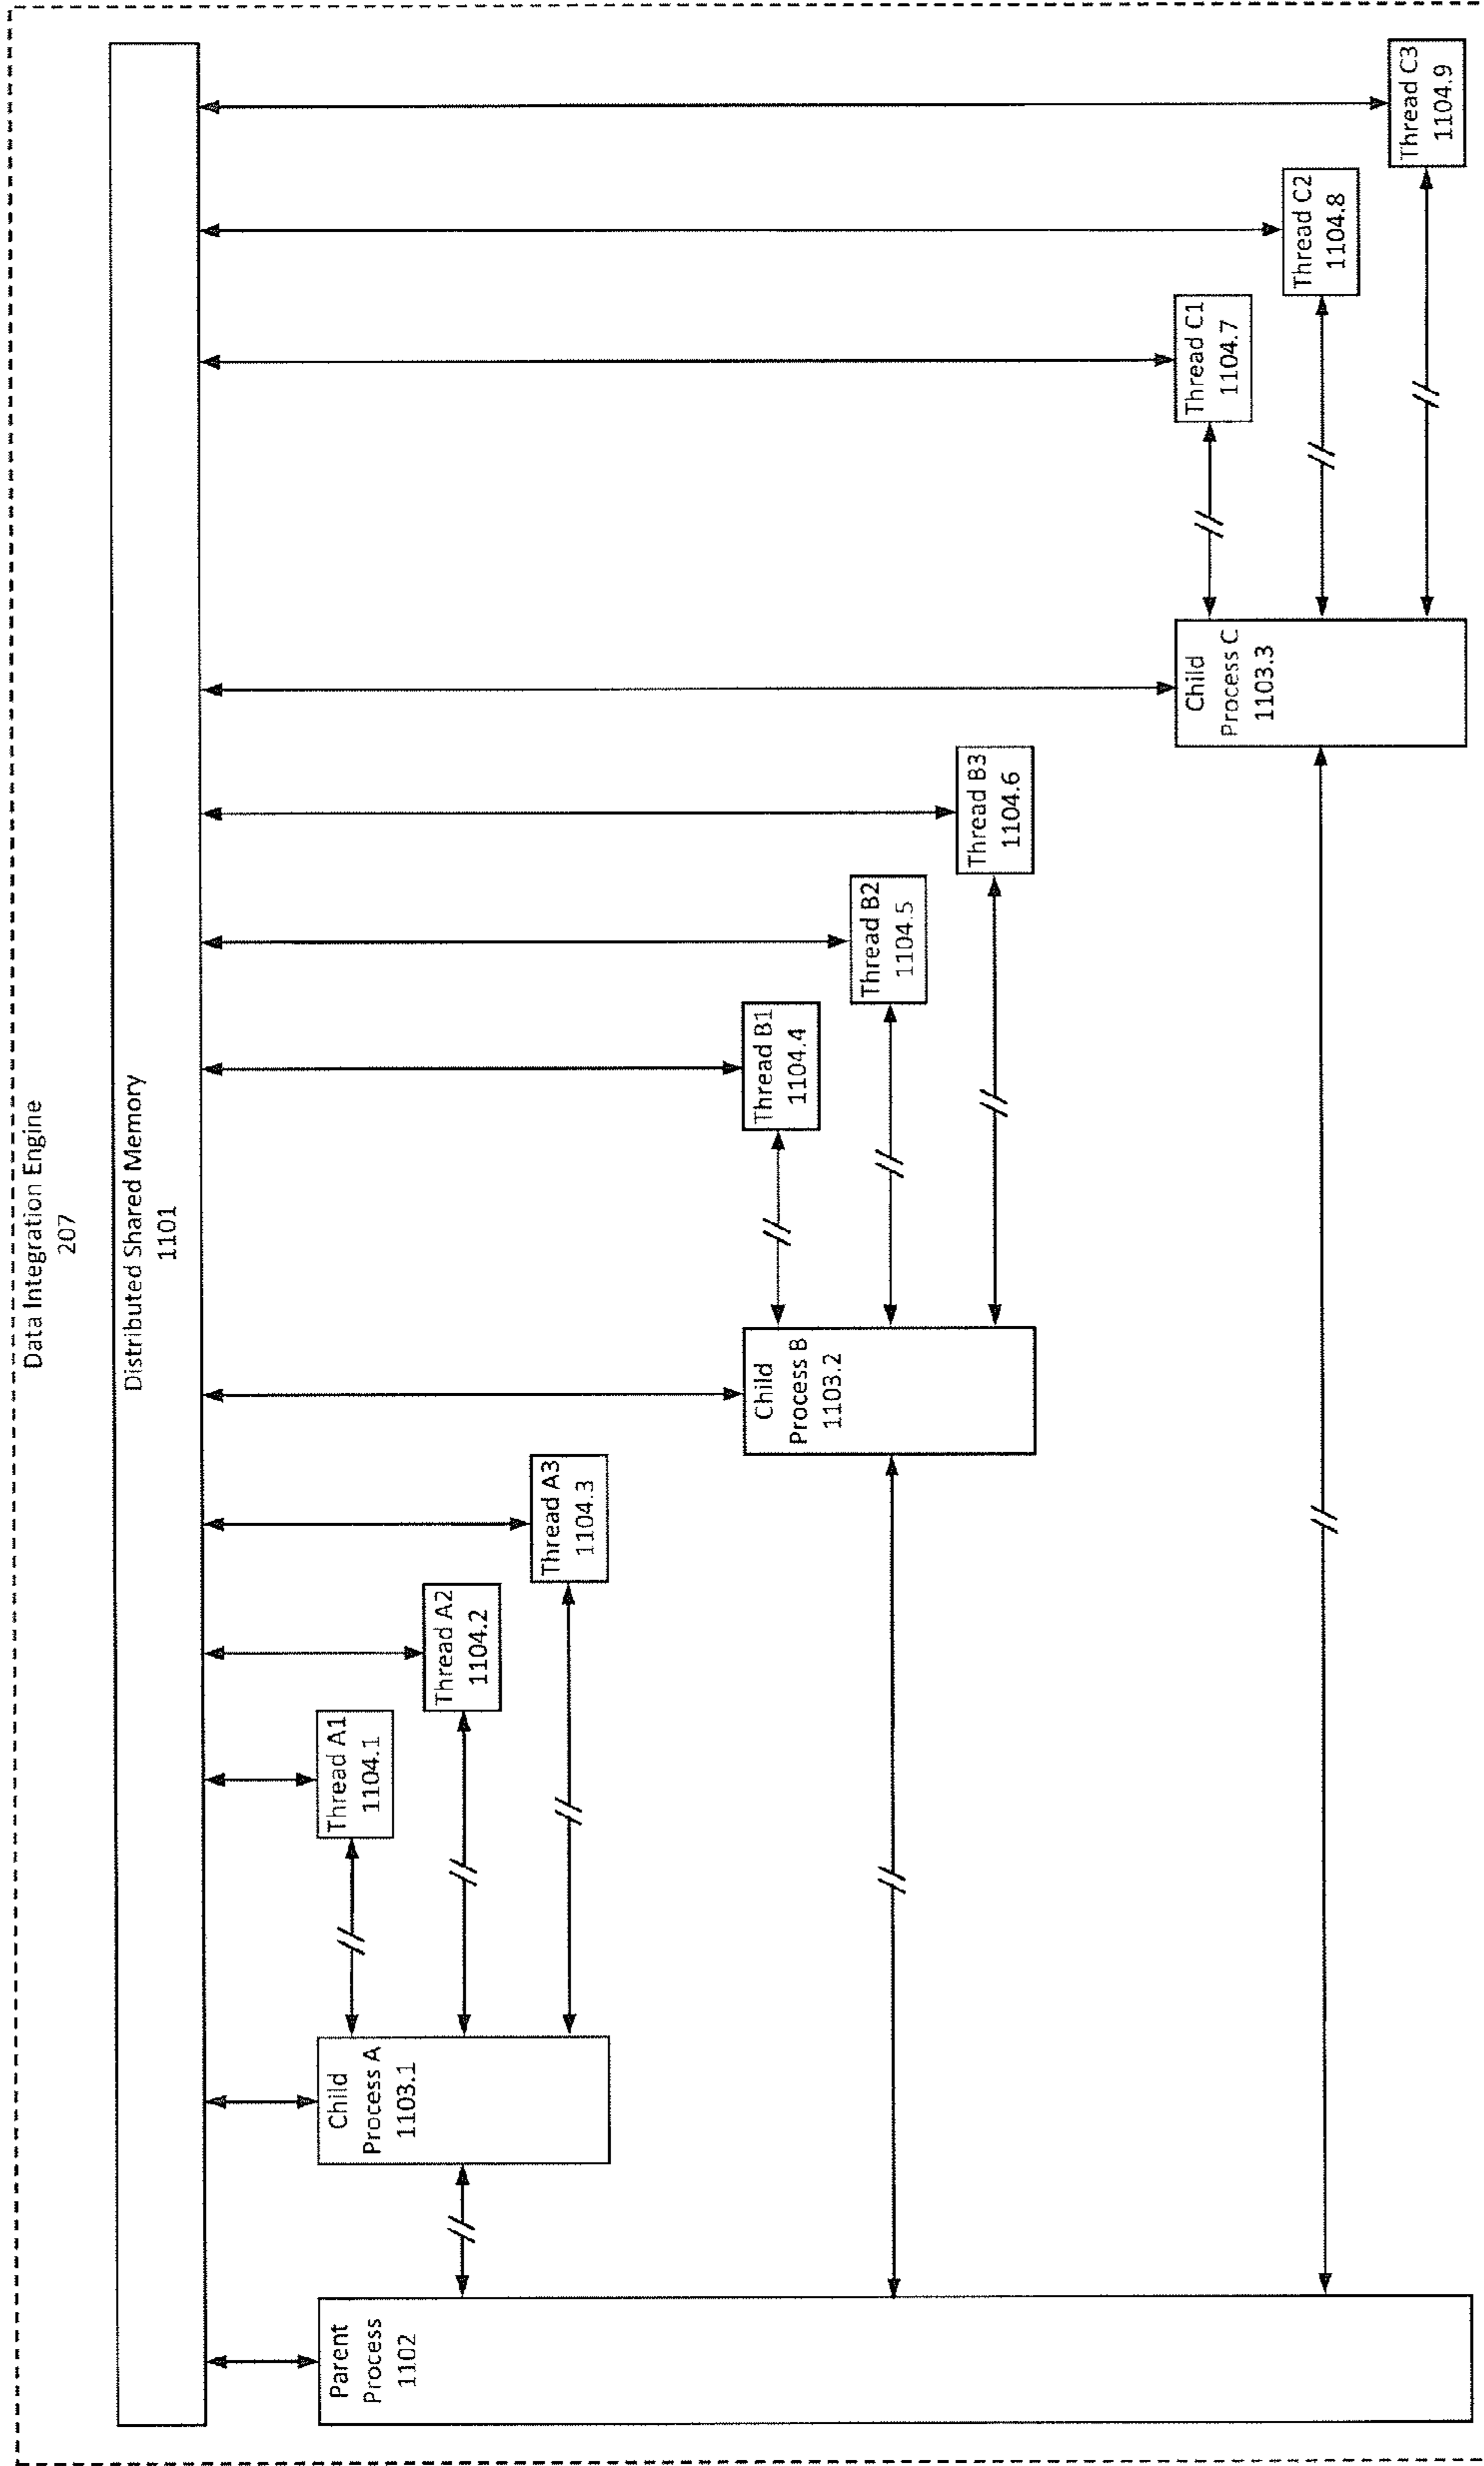 Data Integration Engine
207
Distributed Shared Memory
1101
Parent
Process
1102
Child
Process A
1103.1
Thread A1
1104.1
Thread A2
1104.2
Thread A3
1104.3
Child
Process B
1103.2
Thread B1
1104.4
Thread B2
1104.5
Thread B3
1104.6
Child
Process C
1103.3
Thread C1
1104.7
Thread C2
1104.8
Thread C3
1104.9